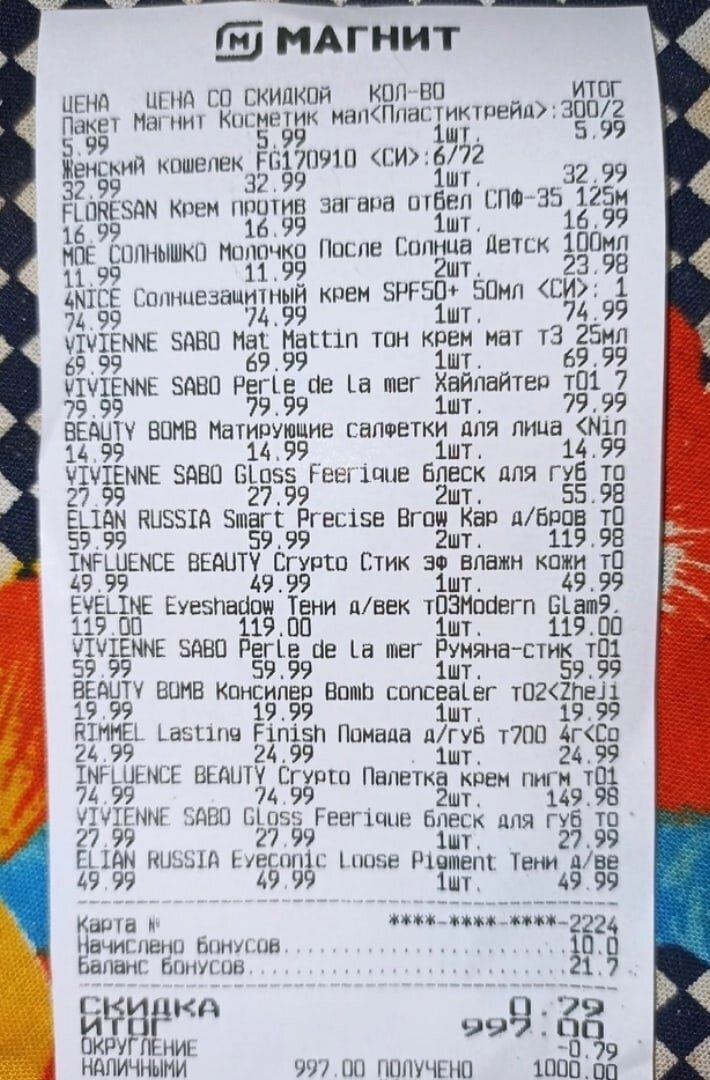 МАГНИТ
ЦЕНА ЦЕНА СО СКИДКОЙ КОЛ-ВО ИТОГ
Пакет Магнит Косметик мал<Пластиктрейд>:300/2
5.99 5.99 1шт. 5.99
Женский кошелек FG170910 <СИ>:6/72
32.99 32.99 1шт. 32.99
FLORESAN Крем против загара отбел СПФ-35 125м
16.99 16.99 1шт. 16.99
МОЕ СОЛНЫШКО Молочко После Солнца Детск 100мл
11.99 11.99 2шт. 23.98
4NICE Солнцезащитный крем SPF50+ 50мл <СИ>: 1
74.99 74.99 1шт. 74.99
VIVIENNE SABO Mat Mattin тон крем мат т3 25мл
69.99 69.99 1шт. 69.99
VIVIENNE SABO Perle de la mer Хайлайтер т01 7
79.99 79.99 1шт. 79.99
BEAUTY BOMB Матирующие салфетки для лица <Nin
14.99 14.99 1шт. 14.99
VIVIENNE SABO Gloss Feerique блеск для губ то
27.99 27.99 2шт. 55.98
ELIAN RUSSIA Smart Precise Brow Кар д/бров т0
59.99 59.99 2шт. 119.98
INFLUENCE BEAUTY Crypto Стик эф влажн кожи т0
49.99 49.99 1шт. 49.99
EVELINE Eyeshadow Тени д/век т03Modern Glam9.
119.00 119.00 1шт. 119.00
VIVIENNE SABO Perle de la mer Румяна-стик т01
59.99 59.99 1шт. 59.99
BEAUTY BOMB Консилер Bomb concealer т02<Zheji
19.99 19.99 1шт. 19.99
RIMMEL Lasting Finish Помада д/губ т700 4г<Co
24.99 24.99 1шт. 24.99
INFLUENCE BEAUTY Crypto Палетка крем пигм т01
74.99 74.99 2шт. 149.98
VIVIENNE SABO Gloss Feerique блеск для губ то
27.99 27.99 1шт. 27.99
ELIAN RUSSIA Eyeconic Loose Pigment Тени д/ве
49.99 49.99 1шт. 49.99
Карта № ****-****-****-2224
Начислено бонусов..................10.0
Баланс бонусов.....................21.7
СКИДКА 0.79
ИТОГ 997.00
ОКРУГЛЕНИЕ -0.79
НАЛИЧНЫМИ 997.00 ПОЛУЧЕНО 1000.00